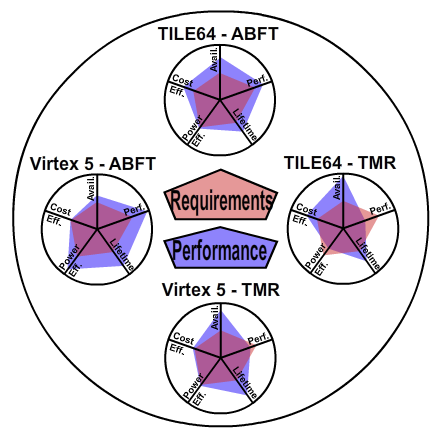 TILE64 - ABFT
Avail.
Perf.
Cost
Eff.
Power
Eff.
Lifetime
Virtex 5 - ABFT
Avail.
Perf.
Cost
Eff.
Power
Eff.
Lifetime
Requirements
Performance
TILE64 - TMR
Avail.
Perf.
Cost
Eff.
Power
Eff.
Lifetime
Virtex 5 - TMR
Avail.
Perf.
Cost
Eff.
Power
Eff.
Lifetime